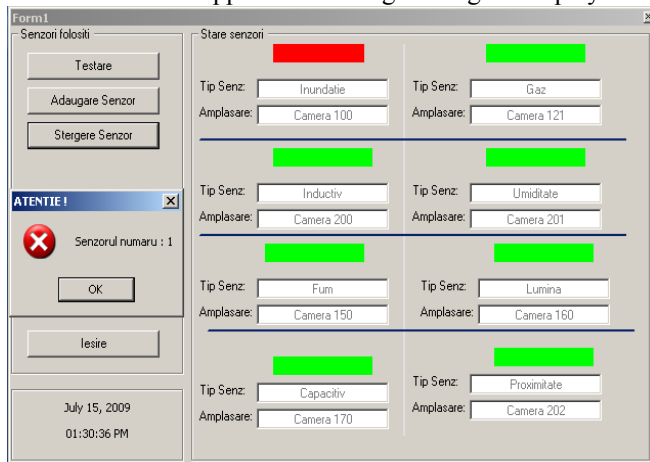 Form1
Senzori folositi
Testare
Adaugare Senzor
Stergere Senzor
ATENTIE !
Senzorul numaru : 1
OK
Iesire
July 15, 2009
01:30:36 PM
Stare senzori
Tip Senz: Inundatie
Amplasare: Camera 100
Tip Senz: Gaz
Amplasare: Camera 121
Tip Senz: Inductiv
Amplasare: Camera 200
Tip Senz: Umiditate
Amplasare: Camera 201
Tip Senz: Fum
Amplasare: Camera 150
Tip Senz: Lumina
Amplasare: Camera 160
Tip Senz: Capacitiv
Amplasare: Camera 170
Tip Senz: Proximitate
Amplasare: Camera 202